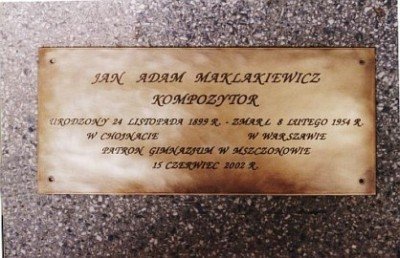 JAN ADAM MAKLAKIEWICZ
KOMPOZYTOR
URODZONY 24 LISTOPADA 1899 R. - ZMARŁ 8 LUTEGO 1954 R.
W CHOJNACIE W WARSZAWIE
PATRON GIMNAZJUM W MSZCZONOWIE
15 CZERWIEC 2002 R.